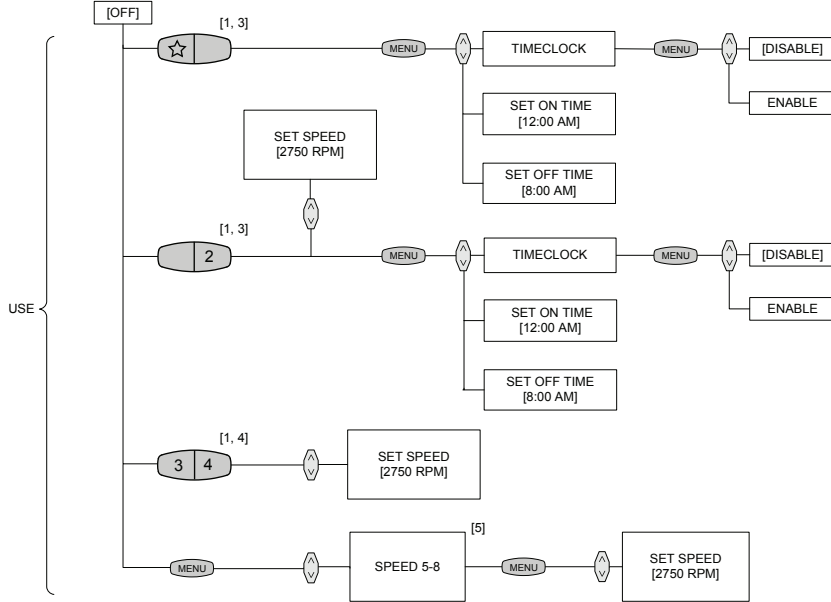 [OFF]
[1, 3]
MENU
TIMECLOCK
MENU
[DISABLE]
ENABLE
SET ON TIME
[12:00 AM]
SET OFF TIME
[8:00 AM]
SET SPEED
[2750 RPM]
[1, 3]
2
MENU
TIMECLOCK
MENU
[DISABLE]
ENABLE
SET ON TIME
[12:00 AM]
SET OFF TIME
[8:00 AM]
USE
[1, 4]
3 4
SET SPEED
[2750 RPM]
MENU
SPEED 5-8
[5]
MENU
SET SPEED
[2750 RPM]